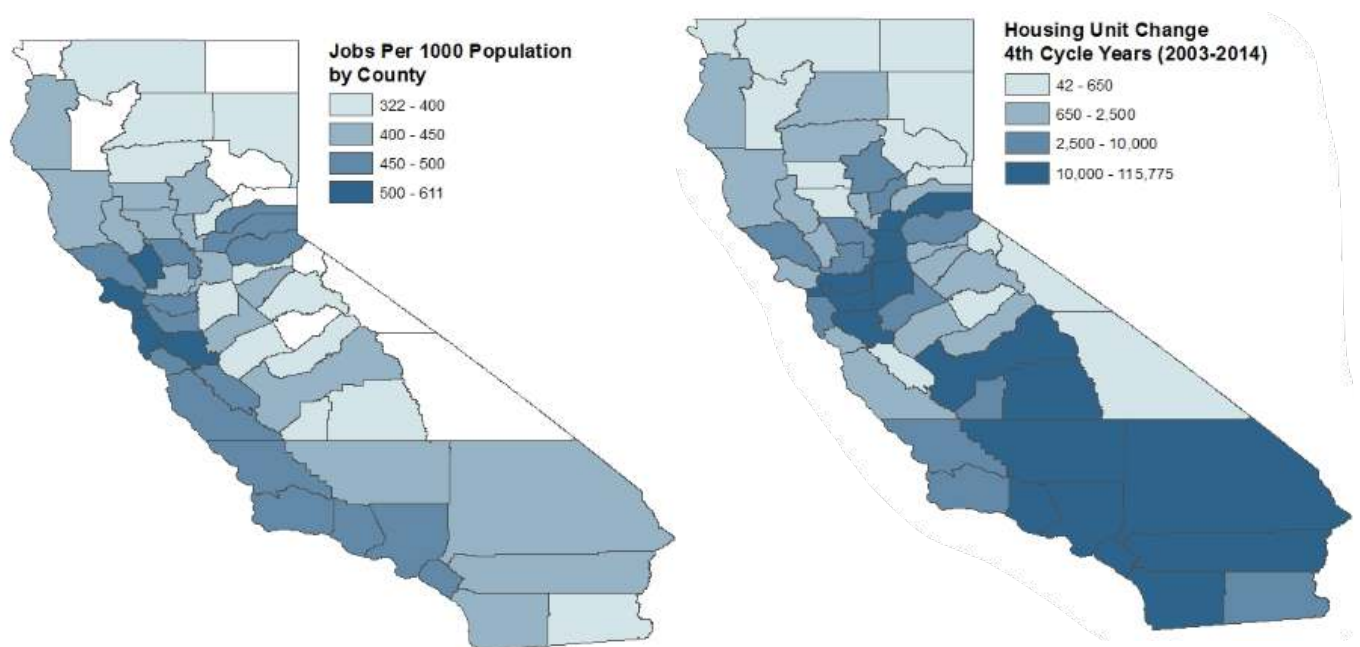 Jobs Per 1000 Population
by County
322 - 400
400 - 450
450 - 500
500 - 611
Housing Unit Change
4th Cycle Years (2003-2014)
42 - 650
650 - 2,500
2,500 - 10,000
10,000 - 115,775